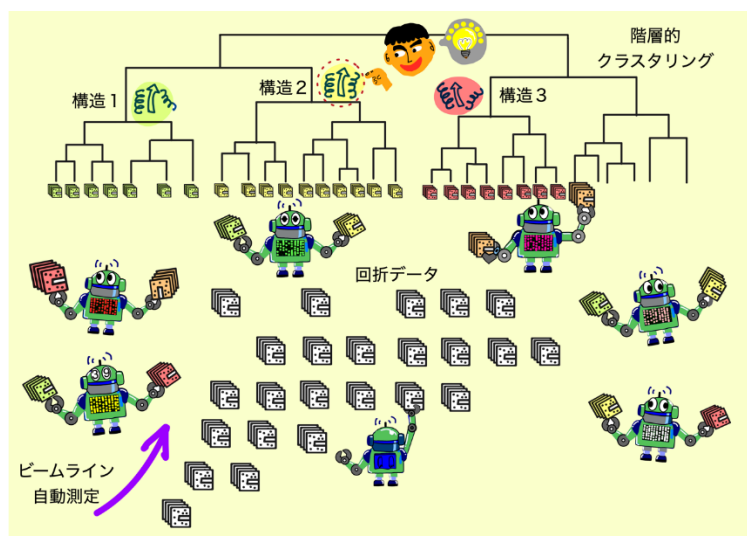 階層的
クラスタリング
構造1
構造2
構造3
回折データ
ビームライン
自動測定